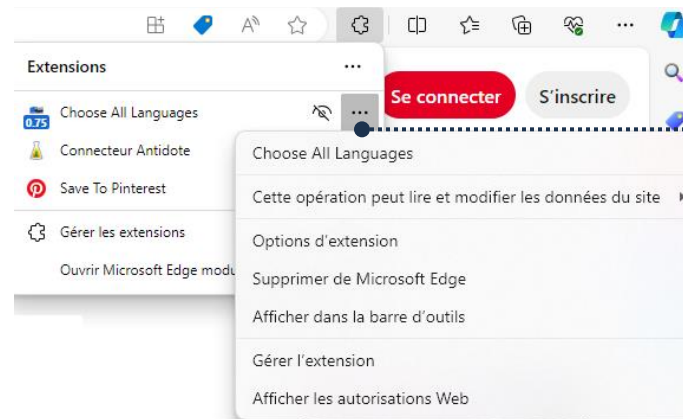 Extensions
Se connecter
S'inscrire
0.75
Choose All Languages
Connecteur Antidote
Save To Pinterest
Gérer les extensions
Ouvrir Microsoft Edge
Choose All Languages
Cette opération peut lire et modifier les données du site
Options d'extension
Supprimer de Microsoft Edge
Afficher dans la barre d'outils
Gérer l'extension
Afficher les autorisations Web